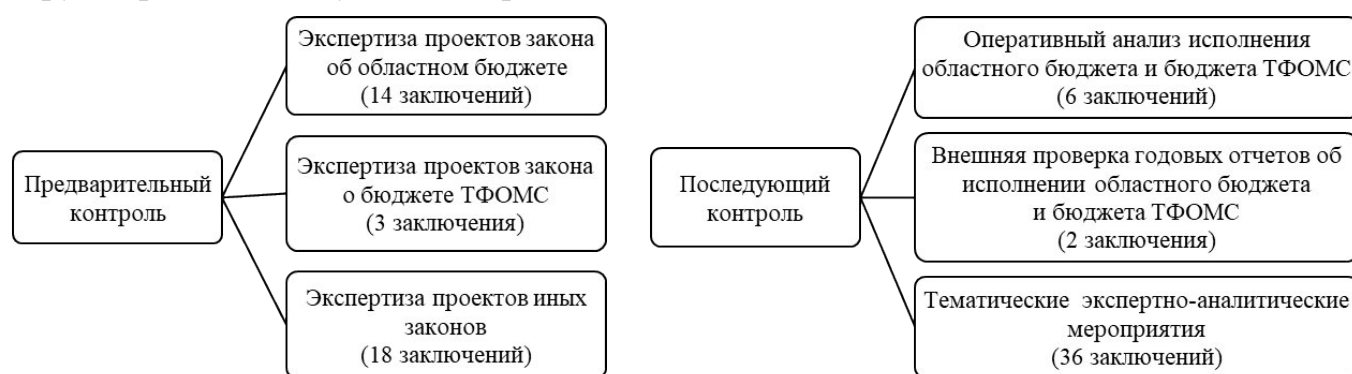 Предварительный
контроль
Экспертиза проектов закона
об областном бюджете
(14 заключений)
Экспертиза проектов закона
о бюджете ТФОМС
(3 заключения)
Экспертиза проектов иных
законов
(18 заключений)
Последующий
контроль
Оперативный анализ исполнения
областного бюджета и бюджета ТФОМС
(6 заключений)
Внешняя проверка годовых отчетов об
исполнении областного бюджета
и бюджета ТФОМС
(2 заключения)
Тематические экспертно-аналитические
мероприятия
(36 заключений)